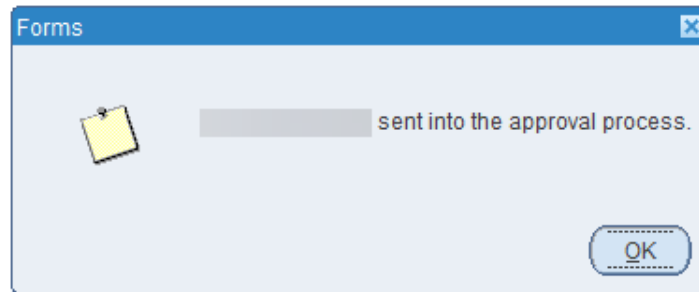 Forms
sent into the approval process.
OK